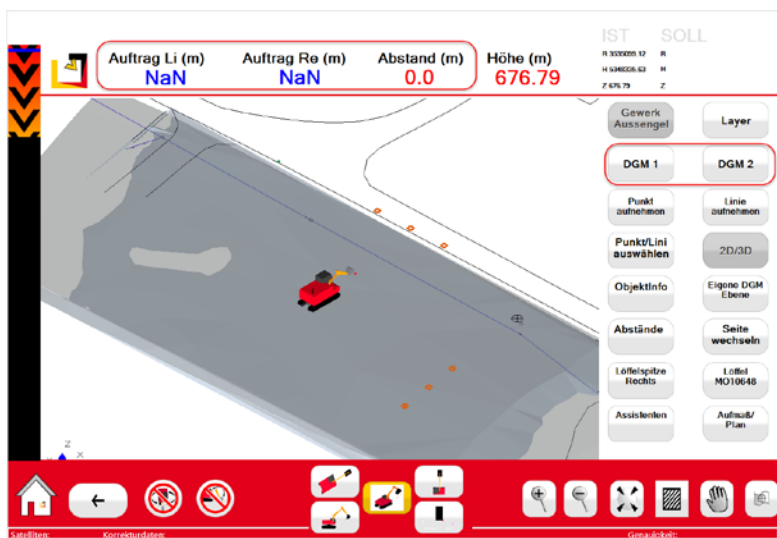 IST SOLL
Auftrag Li (m) Auftrag Re (m) Abstand (m) Höhe (m)
NaN NaN 0.0 676.79
R 3535099.12 R
H
Z 676.79 Z
Gewerk
Aussengel
Layer
DGM 1 DGM 2
Punkt
aufnehmen
Linie
aufnehmen
Punkt/Lini
auswählen
2D/3D
ObjektInfo
Eigene DGM
Ebene
Abstände
Seite
wechseln
Löffelspitze
Rechts
Löffel
MO10648
Assistenten
Aufmaß/
Plan
Z
X
Satelliten: Korrekturdaten: Genauigkeit: